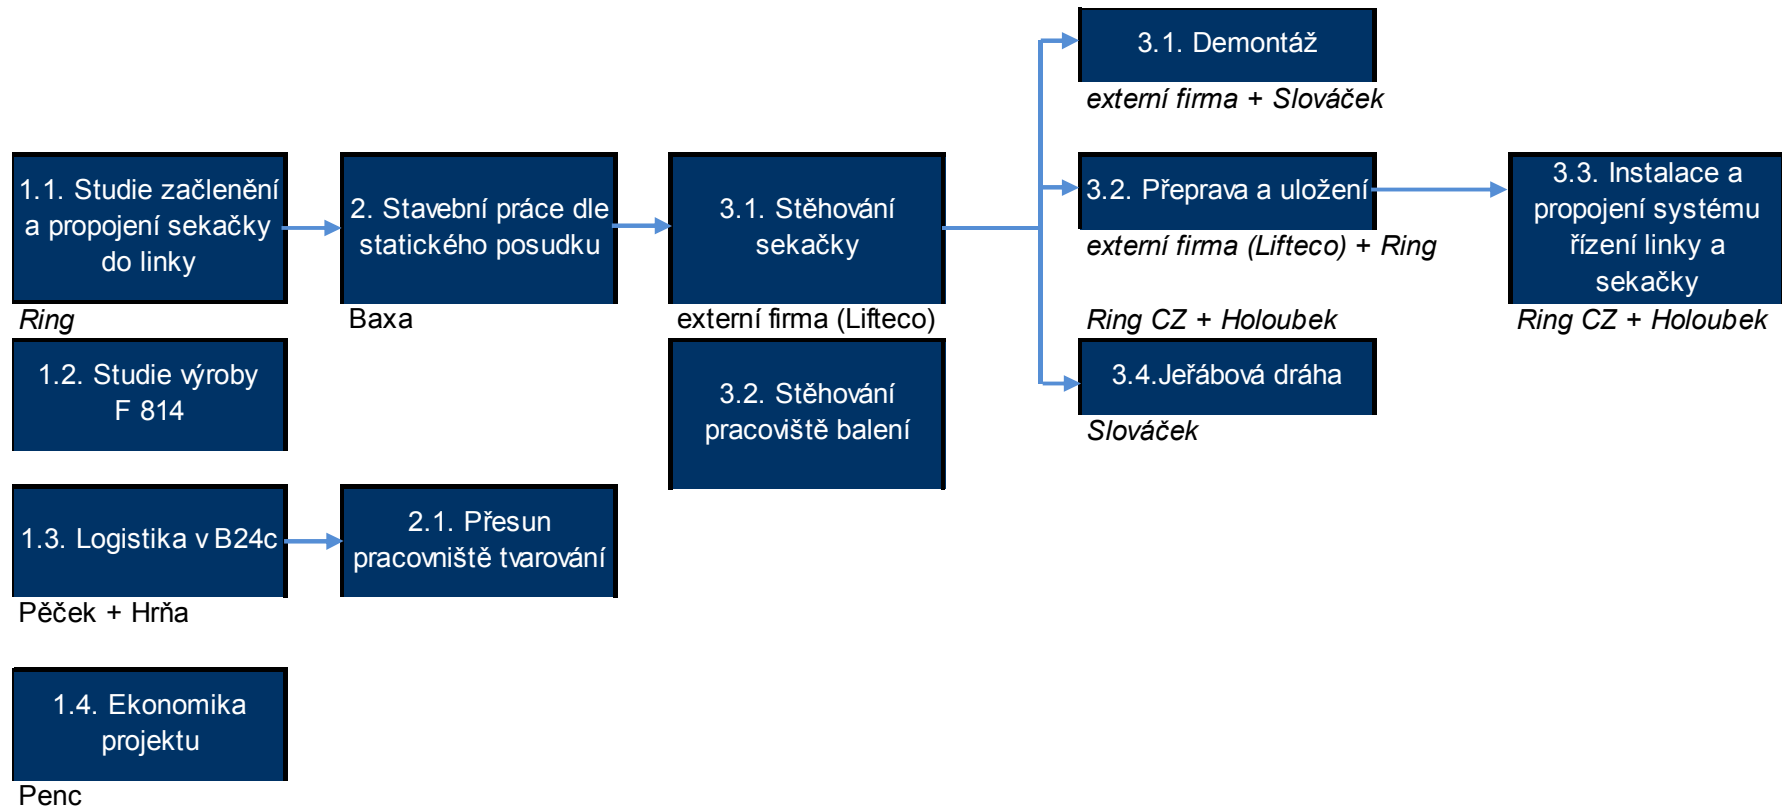 3.1. Demontáž
externí firma + Slováček
1.1. Studie začlenění
a propojení sekačky
do linky
Ring
2. Stavební práce dle
statického posudku
Baxa
3.1. Stěhování
sekačky
externí firma (Lifteco)
3.2. Přeprava a uložení
externí firma (Lifteco) + Ring
3.3. Instalace a
propojení systému
řízení linky a
sekačky
Ring CZ + Holoubek
Ring CZ + Holoubek
1.2. Studie výroby
F 814
3.2. Stěhování
pracoviště balení
3.4.Jeřábová dráha
Slováček
1.3. Logistika v B24c
Pěček + Hrňa
2.1. Přesun
pracovniště tvarování
1.4. Ekonomika
projektu
Penc